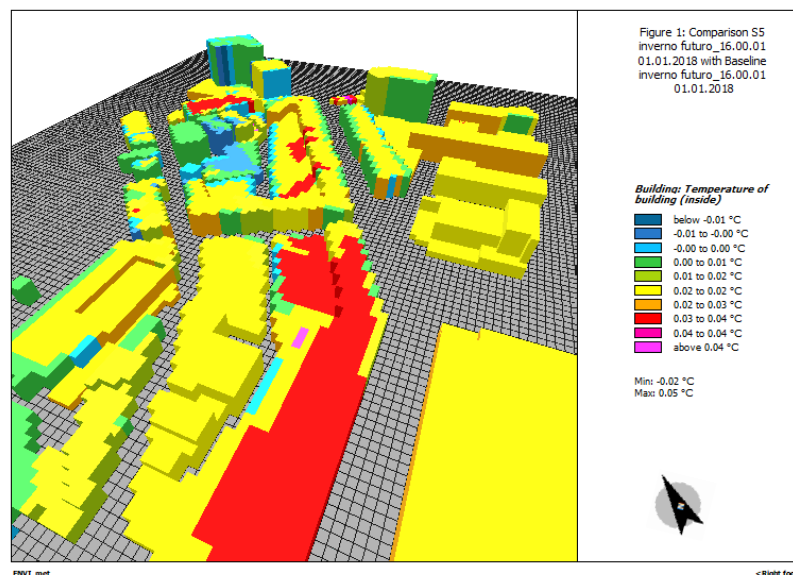 Figure 1: Comparison S5
inverno futuro_16.00.01
01.01.2018 with Baseline
inverno futuro_16.00.01
01.01.2018
Building: Temperature of
building (inside)
below -0.01 °C
-0.01 to -0.00 °C
-0.00 to 0.00 °C
0.00 to 0.01 °C
0.01 to 0.02 °C
0.02 to 0.02 °C
0.02 to 0.03 °C
0.03 to 0.04 °C
0.04 to 0.04 °C
above 0.04 °C
Min: -0.02 °C
Max: 0.05 °C
ENVI_met
<Right foo